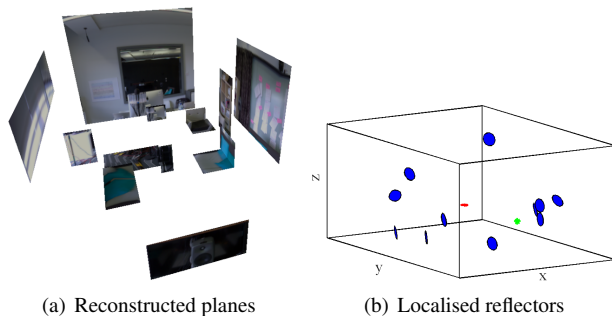 z
y
x
(a) Reconstructed planes
(b) Localised reflectors